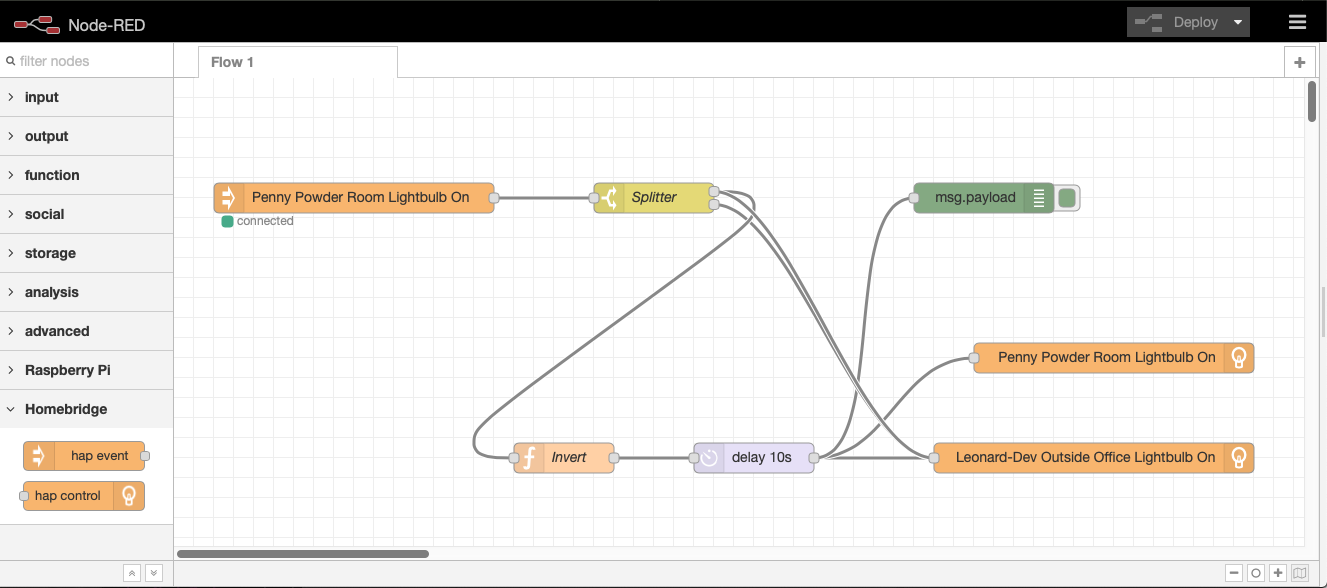 Node-RED
Deploy
filter nodes
Flow 1
input
output
function
social
storage
analysis
advanced
Raspberry Pi
Homebridge
hap event
hap control
Penny Powder Room Lightbulb On
connected
Splitter
msg.payload
Penny Powder Room Lightbulb On
Invert
delay 10s
Leonard-Dev Outside Office Lightbulb On